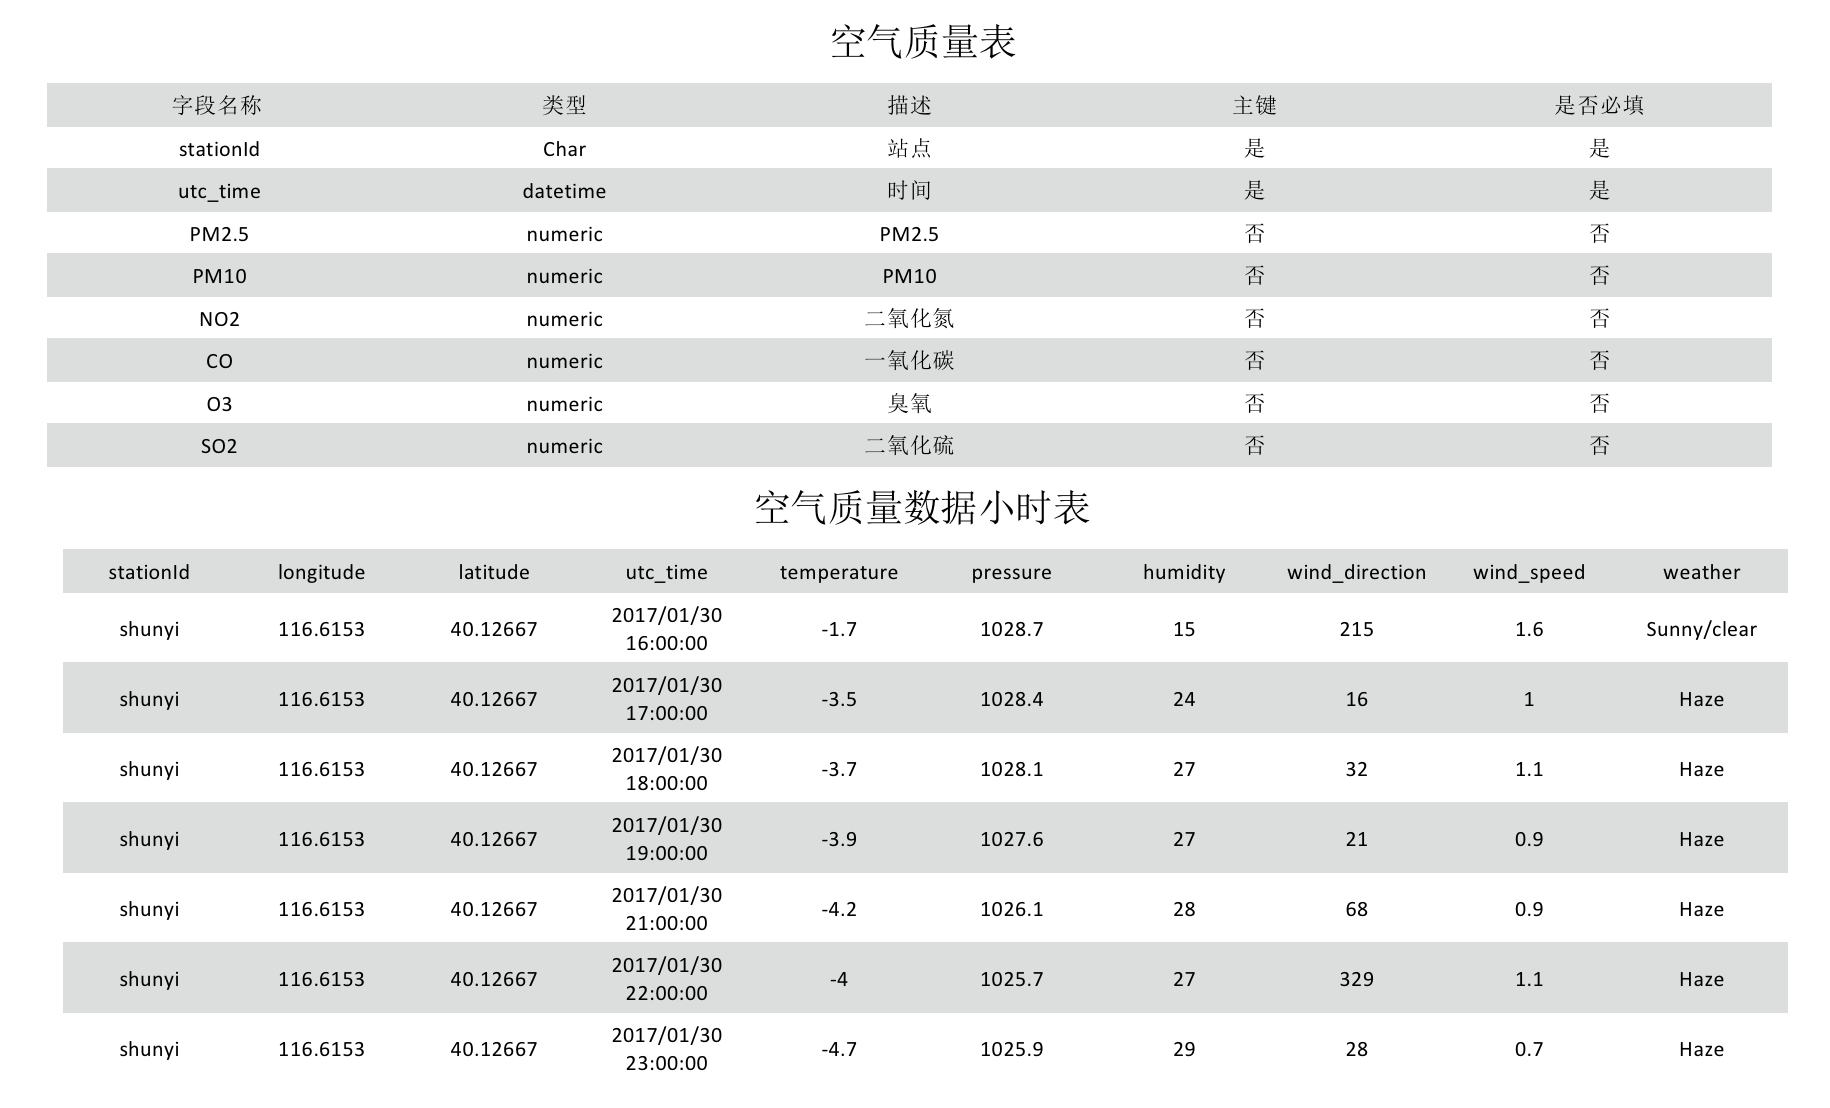 空气质量表
字段名称 类型 描述 主键 是否必填
stationId Char 站点 是 是
utc_time datetime 时间 是 是
PM2.5 numeric PM2.5 否 否
PM10 numeric PM10 否 否
NO2 numeric 二氧化氮 否 否
CO numeric 一氧化碳 否 否
O3 numeric 臭氧 否 否
SO2 numeric 二氧化硫 否 否
空气质量数据小时表
stationId longitude latitude utc_time temperature pressure humidity wind_direction wind_speed weather
shunyi 116.6153 40.12667 2017/01/30 16:00:00 -1.7 1028.7 15 215 1.6 Sunny/clear
shunyi 116.6153 40.12667 2017/01/30 17:00:00 -3.5 1028.4 24 16 1 Haze
shunyi 116.6153 40.12667 2017/01/30 18:00:00 -3.7 1028.1 27 32 1.1 Haze
shunyi 116.6153 40.12667 2017/01/30 19:00:00 -3.9 1027.6 27 21 0.9 Haze
shunyi 116.6153 40.12667 2017/01/30 21:00:00 -4.2 1026.1 28 68 0.9 Haze
shunyi 116.6153 40.12667 2017/01/30 22:00:00 -4 1025.7 27 329 1.1 Haze
shunyi 116.6153 40.12667 2017/01/30 23:00:00 -4.7 1025.9 29 28 0.7 Haze